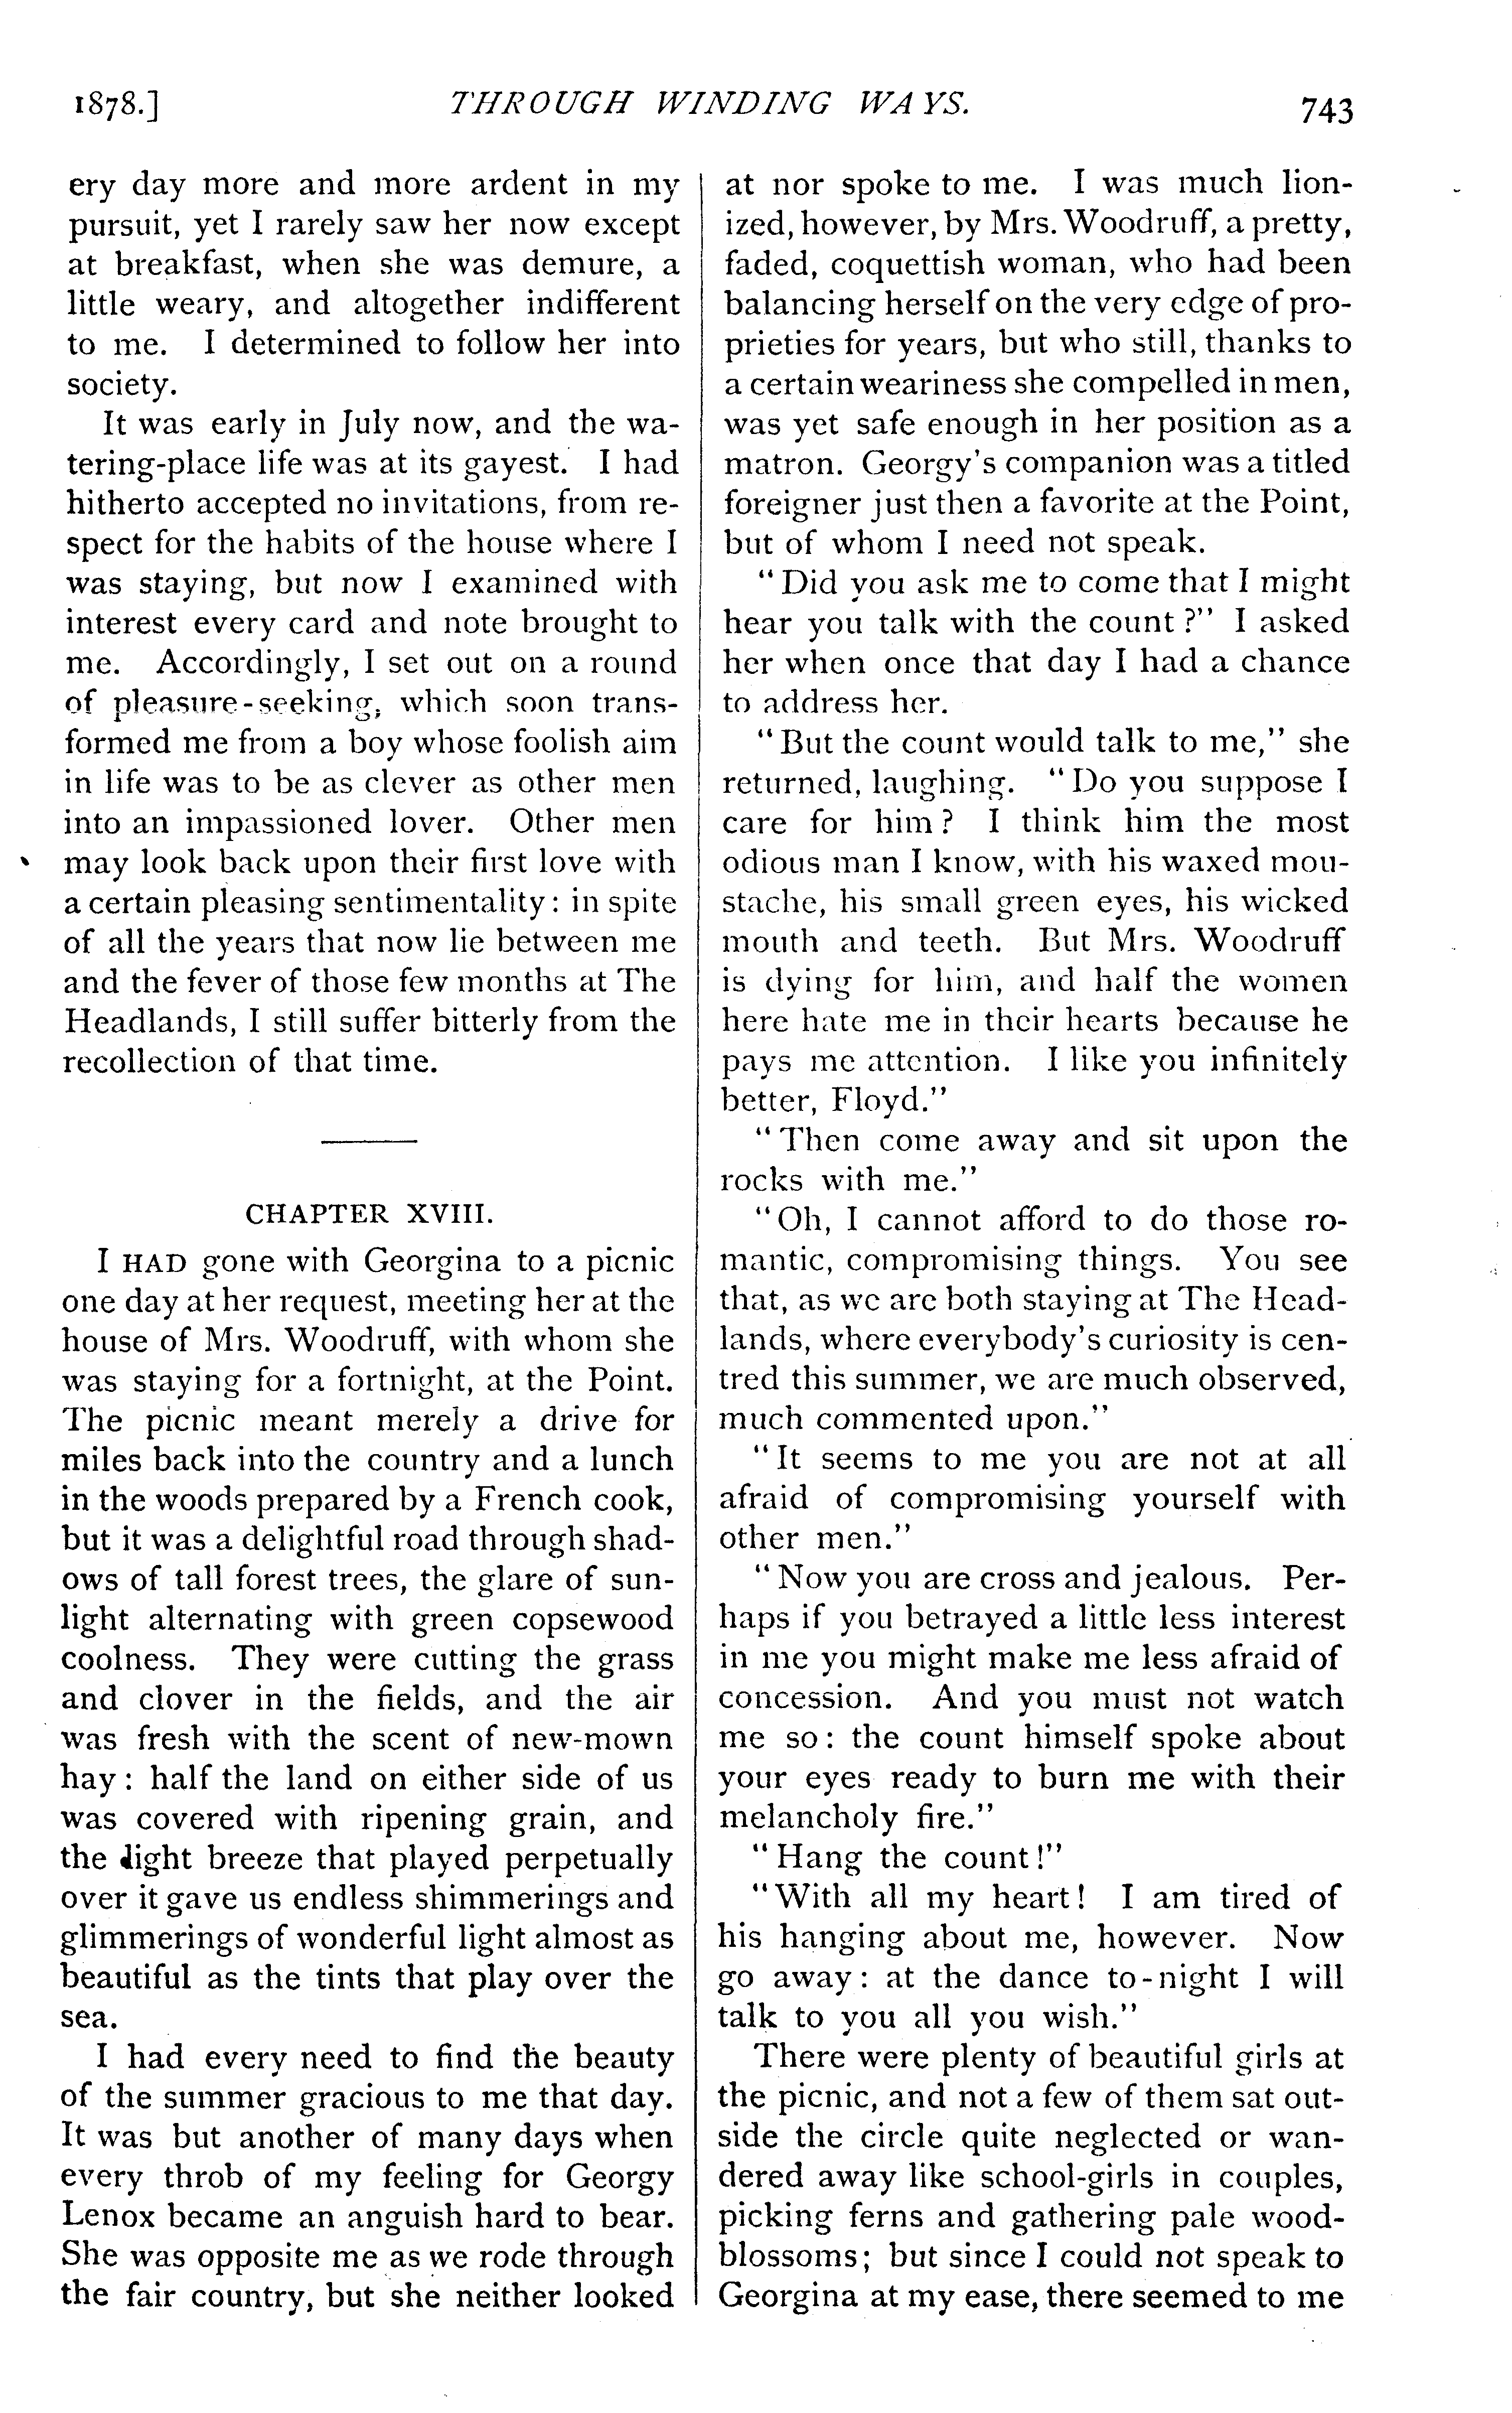 1878.] THROUGH WINDING WAYS. 743
ery day more and more ardent in my
pursuit, yet I rarely saw her now except
at breakfast, when she was demure, a
little weary, and altogether indifferent
to me. I determined to follow her into
society.
It was early in July now, and the wa-
tering-place life was at its gayest. I had
hitherto accepted no invitations, from re-
spect for the habits of the house where I
was staying, but now I examined with
interest every card and note brought to
me. Accordingly, I set out on a round
of pleasure-seeking, which soon trans-
formed me from a boy whose foolish aim
in life was to be as clever as other men
into an impassioned lover. Other men
may look back upon their first love with
a certain pleasing sentimentality: in spite
of all the years that now lie between me
and the fever of those few months at The
Headlands, I still suffer bitterly from the
recollection of that time.
CHAPTER XVIII.
I HAD gone with Georgina to a picnic
one day at her request, meeting her at the
house of Mrs. Woodruff, with whom she
was staying for a fortnight, at the Point.
The picnic meant merely a drive for
miles back into the country and a lunch
in the woods prepared by a French cook,
but it was a delightful road through shad-
ows of tall forest trees, the glare of sun-
light alternating with green copsewood
coolness. They were cutting the grass
and clover in the fields, and the air
was fresh with the scent of new-mown
hay: half the land on either side of us
was covered with ripening grain, and
the light breeze that played perpetually
over it gave us endless shimmerings and
glimmerings of wonderful light almost as
beautiful as the tints that play over the
sea.
I had every need to find the beauty
of the summer gracious to me that day.
It was but another of many days when
every throb of my feeling for Georgy
Lenox became an anguish hard to bear.
She was opposite me as we rode through
the fair country, but she neither looked
at nor spoke to me. I was much lion-
ized, however, by Mrs. Woodruff, a pretty,
faded, coquettish woman, who had been
balancing herself on the very edge of pro-
prieties for years, but who still, thanks to
a certain weariness she compelled in men,
was yet safe enough in her position as a
matron. Georgy's companion was a titled
foreigner just then a favorite at the Point,
but of whom I need not speak.
"Did you ask me to come that I might
hear you talk with the count?" I asked
her when once that day I had a chance
to address her.
"But the count would talk to me," she
returned, laughing. "Do you suppose I
care for him? I think him the most
odious man I know, with his waxed mou-
stache, his small green eyes, his wicked
mouth and teeth. But Mrs. Woodruff
is dying for him, and half the women
here hate me in their hearts because he
pays me attention. I like you infinitely
better, Floyd."
"Then come away and sit upon the
rocks with me."
"Oh, I cannot afford to do those ro-
mantic, compromising things. You see
that, as we are both staying at The Head-
lands, where everybody's curiosity is cen-
tred this summer, we are much observed,
much commented upon."
"It seems to me you are not at all
afraid of compromising yourself with
other men."
"Now you are cross and jealous. Per-
haps if you betrayed a little less interest
in me you might make me less afraid of
concession. And you must not watch
me so: the count himself spoke about
your eyes ready to burn me with their
melancholy fire."
"Hang the count!"
"With all my heart! I am tired of
his hanging about me, however. Now
go away: at the dance to-night I will
talk to you all you wish."
There were plenty of beautiful girls at
the picnic, and not a few of them sat out-
side the circle quite neglected or wan-
dered away like school-girls in couples,
picking ferns and gathering pale wood-
blossoms; but since I could not speak to
Georgina at my ease, there seemed to me